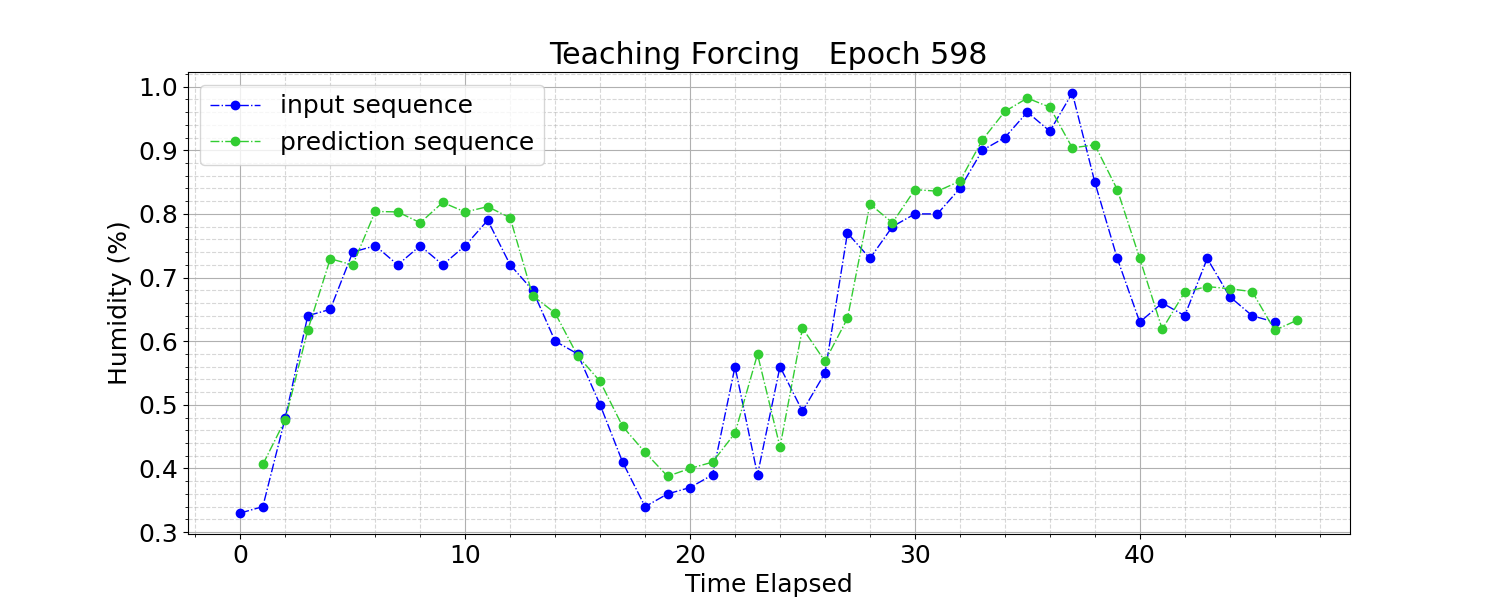 Teaching Forcing   Epoch 598
input sequence
prediction sequence
Humidity (%)
1.0
0.9
0.8
0.7
0.6
0.5
0.4
0.3
0 10 20 30 40
Time Elapsed